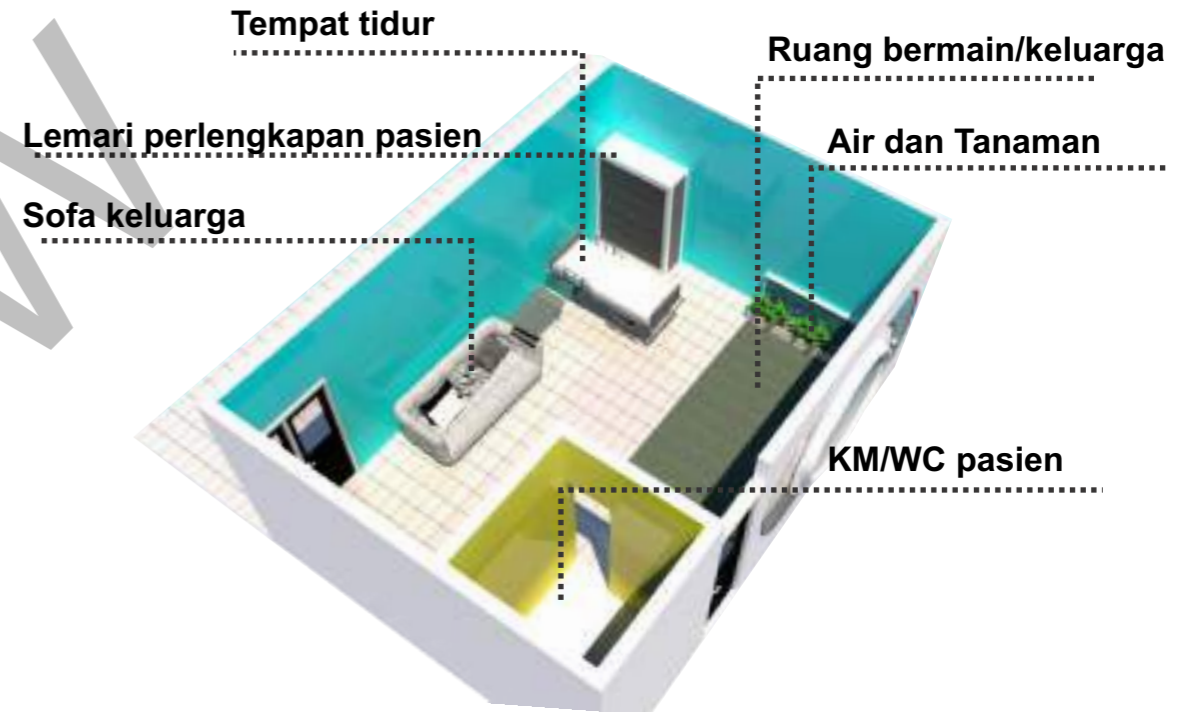 Tempat tidur
Ruang bermain/keluarga
Lemari perlengkapan pasien
Air dan Tanaman
Sofa keluarga
KM/WC pasien